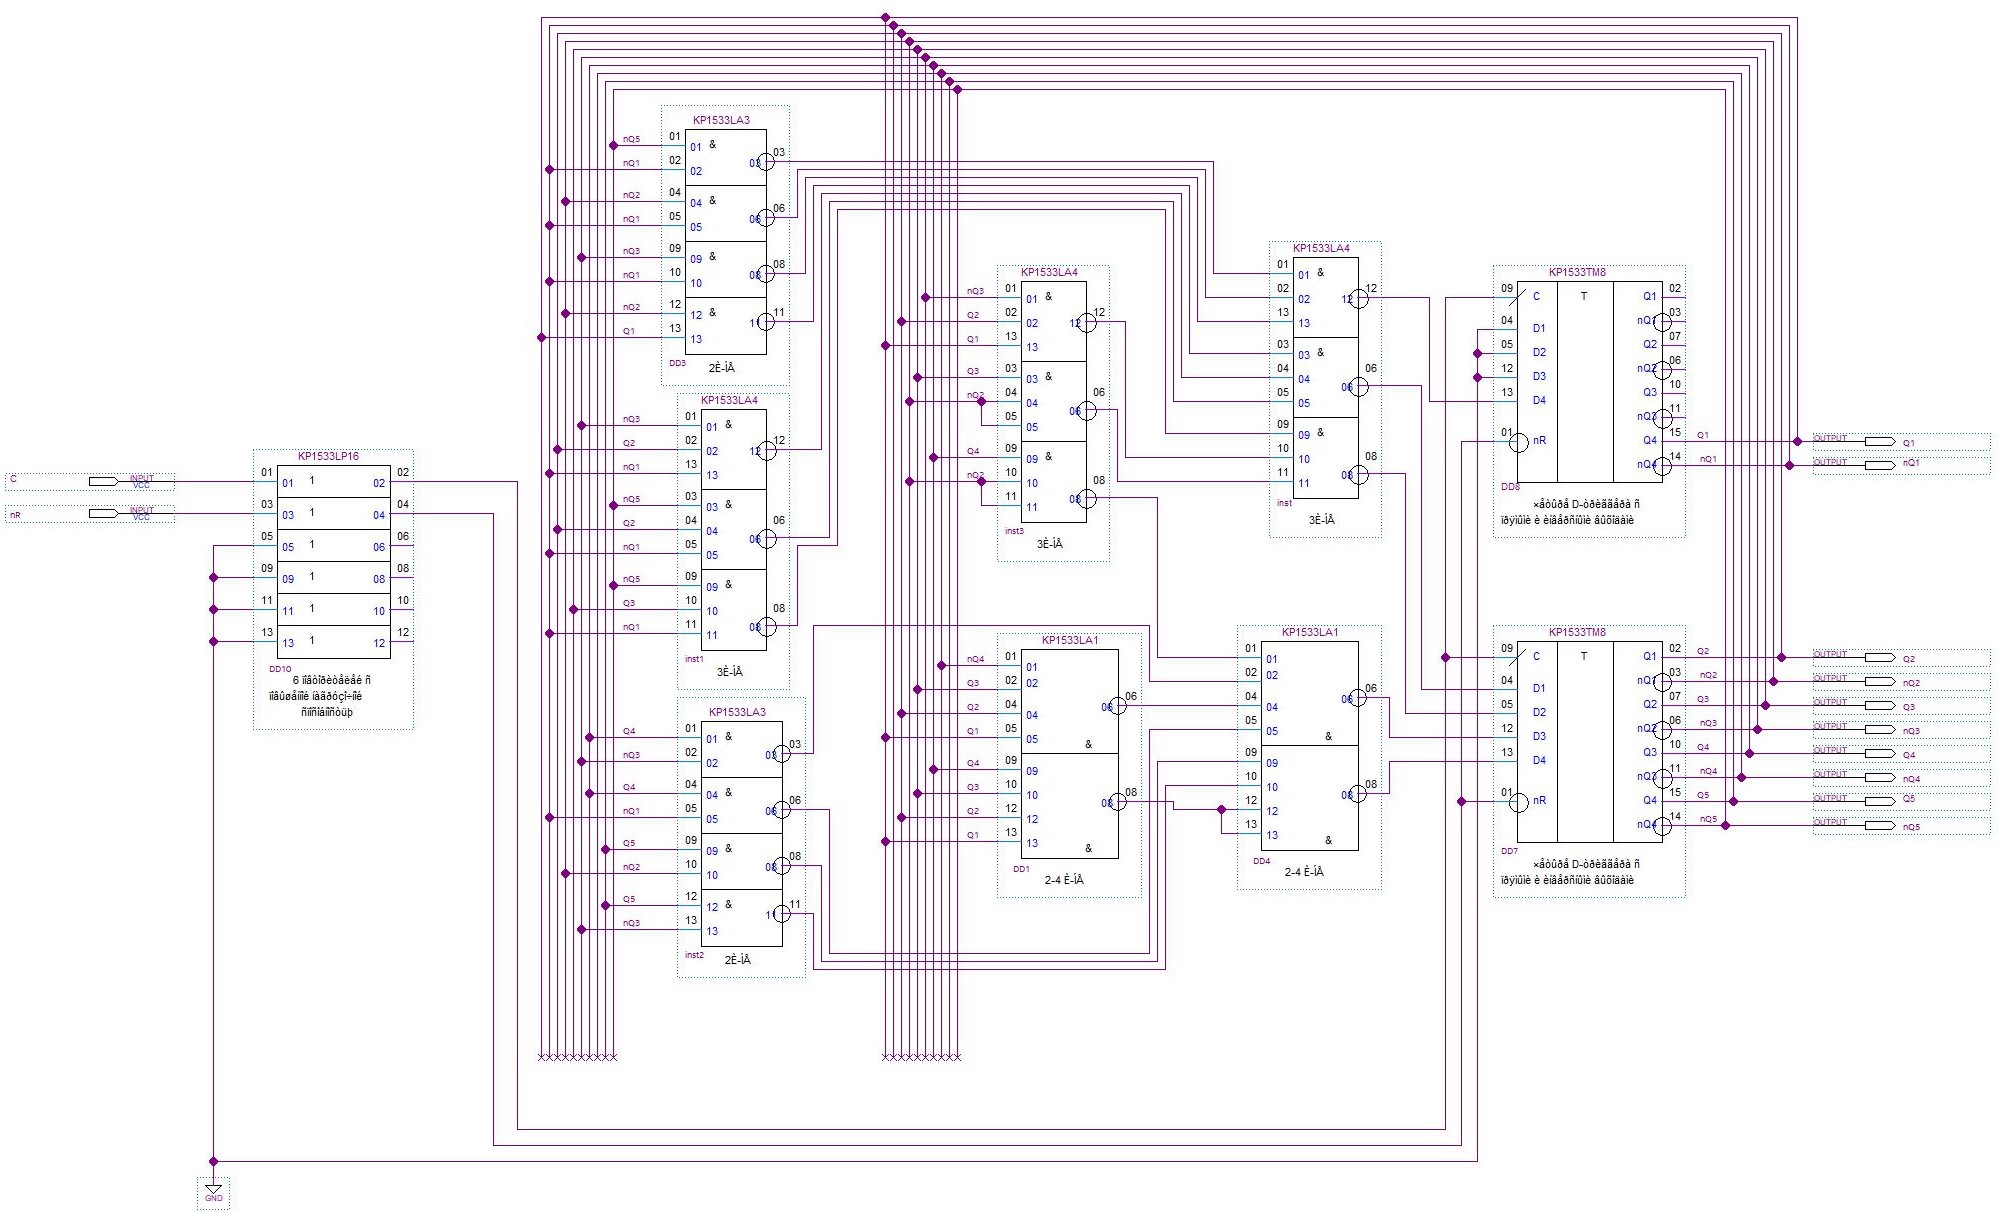 C
INPUT
VCC
nR
INPUT
VCC
KP1533LP16
01 01 1 02 02
03 03 1 04 04
05 05 1 06 06
09 09 1 08 08
11 11 1 10 10
13 13 1 12 12
DD10
GND
KP1533LA3
nQ5 01 01 & 03 03
nQ1 02 02
nQ2 04 04 & 06 06
nQ1 05 05
nQ3 09 09 & 08 08
nQ1 10 10
nQ2 12 12 & 11 11
Q1 13 13
DD3
2È-ÍÅ
KP1533LA4
nQ3 01 01 & 12 12
Q2 02 02
nQ1 13 13
nQ5 03 03 & 06 06
Q2 04 04
nQ1 05 05
nQ5 09 09 & 08 08
Q3 10 10
nQ1 11 11
inst1
3È-ÍÅ
KP1533LA3
Q4 01 01 & 03 03
nQ3 02 02
Q4 04 04 & 06 06
nQ1 05 05
Q5 09 09 & 08 08
nQ2 10 10
Q5 12 12 & 11 11
nQ3 13 13
inst2
2È-ÍÅ
KP1533LA4
nQ3 01 01 & 12 12
Q2 02 02
Q1 13 13
Q3 03 03 & 06 06
nQ2 04 04
05 05
Q4 09 09 & 08 08
nQ2 10 10
11 11
inst3
3È-ÍÅ
KP1533LA1
nQ4 01 01
Q3 02 02 06 06
Q2 04 04
Q1 05 05 &
Q4 09 09
Q3 10 10 08 08
Q2 12 12
Q1 13 13 &
DD1
2-4 È-ÍÅ
KP1533LA4
01 01 & 12 12
02 02
13 13
03 03 & 06 06
04 04
05 05
09 09 & 08 08
10 10
11 11
inst
3È-ÍÅ
KP1533LA1
01 01
02 02 06 06
04 04
05 05 &
09 09
10 10 08 08
12 12
13 13 &
DD4
2-4 È-ÍÅ
KP1533TM8
09 C T Q1 02
nQ1 03
04 D1 Q2 07
05 D2 nQ2 06
12 D3 Q3 10
13 D4 nQ3 11
01 nR Q4 15 Q1 OUTPUT Q1
nQ4 14 nQ1 OUTPUT nQ1
DD8
KP1533TM8
09 C T Q1 02 Q2 OUTPUT Q2
04 D1 nQ1 03 nQ2 OUTPUT nQ2
05 D2 Q2 07 Q3 OUTPUT Q3
12 D3 nQ2 06 nQ3 OUTPUT nQ3
13 D4 Q3 10 Q4 OUTPUT Q4
nQ3 11 nQ4 OUTPUT nQ4
01 nR Q4 15 Q5 OUTPUT Q5
nQ4 14 nQ5 OUTPUT nQ5
DD7